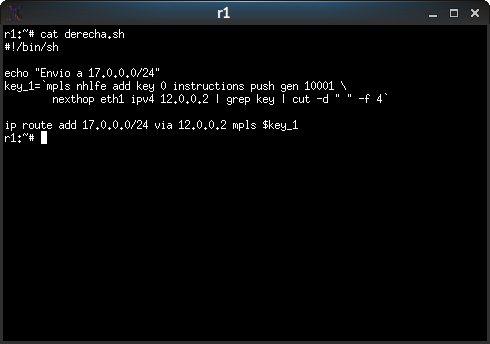 r1
r1:~# cat derecha.sh
#!/bin/sh
echo "Envio a 17.0.0.0/24"
key_1=`mpls nhlfe add key 0 instructions push gen 10001 \
nexthop eth1 ipv4 12.0.0.2 | grep key | cut -d " " -f 4`
ip route add 17.0.0.0/24 via 12.0.0.2 mpls $key_1
r1:~#